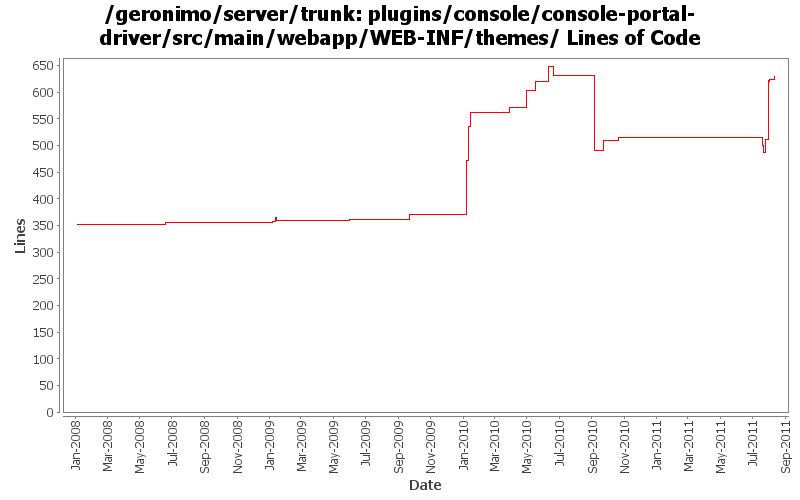 /geronimo/server/trunk: plugins/console/console-portal-
driver/src/main/webapp/WEB-INF/themes/ Lines of Code
650
600
550
500
450
400
350
300
250
200
150
100
50
0
Lines
Jan-2008
Mar-2008
May-2008
Jul-2008
Sep-2008
Nov-2008
Jan-2009
Mar-2009
May-2009
Jul-2009
Sep-2009
Nov-2009
Jan-2010
Mar-2010
May-2010
Jul-2010
Sep-2010
Nov-2010
Jan-2011
Mar-2011
May-2011
Jul-2011
Sep-2011
Date